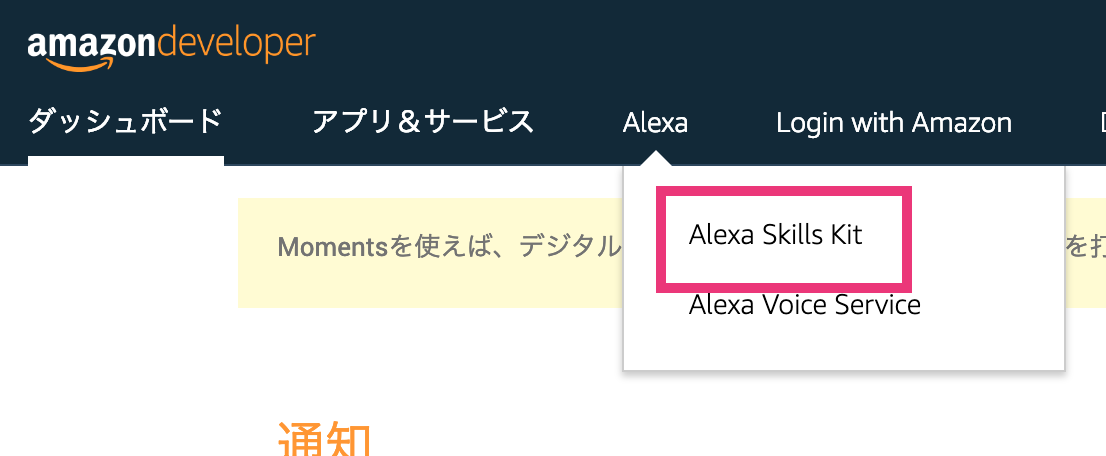 amazondeveloper
ダッシュボード アプリ＆サービス Alexa Login with Amazon
Alexa Skills Kit
Momentsを使えば、デジタル を打
Alexa Voice Service
通知